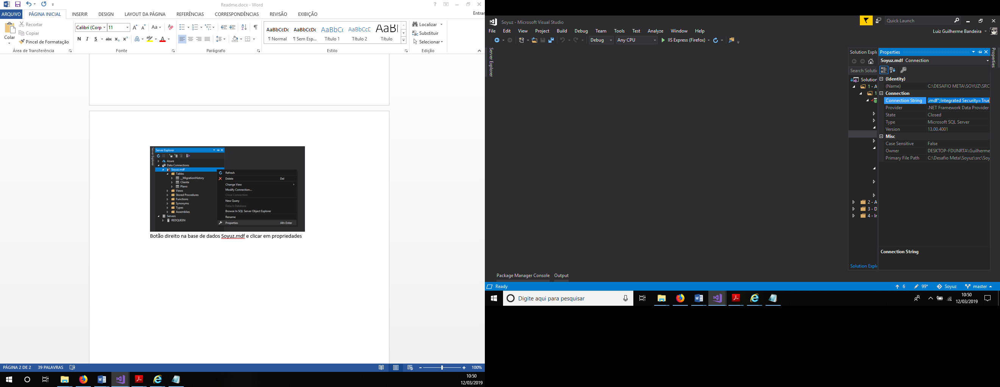 Readme.docx - Word
ARQUIVO PÁGINA INICIAL INSERIR DESIGN LAYOUT DA PÁGINA REFERÊNCIAS CORRESPONDÊNCIAS REVISÃO EXIBIÇÃO Entrar
Colar
Recortar
Copiar
Pincel de Formatação
Área de Transferência
Calibri (Corp 11
Fonte
Parágrafo
AaBbCcDc AaBbCcDc AaBbCc AaBbCcD AaBl
¶ Normal ¶ Sem Esp... Título 1 Título 2 Título
Estilo
Localizar
Substituir
Selecionar
Edição
Server Explorer
Server Explorer
Azure
Data Connections
Soyuz.mdf
Tables
__MigrationHistory
Cliente
Plano
Views
Stored Procedures
Functions
Synonyms
Types
Assemblies
Servers
REDQUEEN
Refresh
Delete Del
Change View
Modify Connection...
Close Connection
New Query
Detach Database
Browse In SQL Server Object Explorer
Rename
Properties Alt+Enter
Botão direito na base de dados Soyuz.mdf e clicar em propriedades
PÁGINA 2 DE 2 39 PALAVRAS 100%
10:50
12/03/2019
Soyuz - Microsoft Visual Studio
Quick Launch
File Edit View Project Build Debug Team Tools Test Analyze Window Help
Luiz Guilherme Bandeira
Debug Any CPU IIS Express (Firefox)
Server Explorer
Solution Explo
Search Soluti
Solution
1 - A
1
2 - A
3 - D
4 - Ir
Solution Explo
Properties
Soyuz.mdf Connection
(Identity)
(Name) C:\DESAFIO META\SOYUZ\SRC
Connection
Connection String .mdf";Integrated Security=True
Provider .NET Framework Data Provider
State Closed
Type Microsoft SQL Server
Version 13.00.4001
Misc
Case Sensitive False
Owner DESKTOP-FDUNRTA\Guilherme
Primary File Path C:\Desafio Meta\Soyuz\src\Soy
Connection String
Properties
Package Manager Console Output
Ready 6 99* Soyuz master
Digite aqui para pesquisar
10:50
12/03/2019